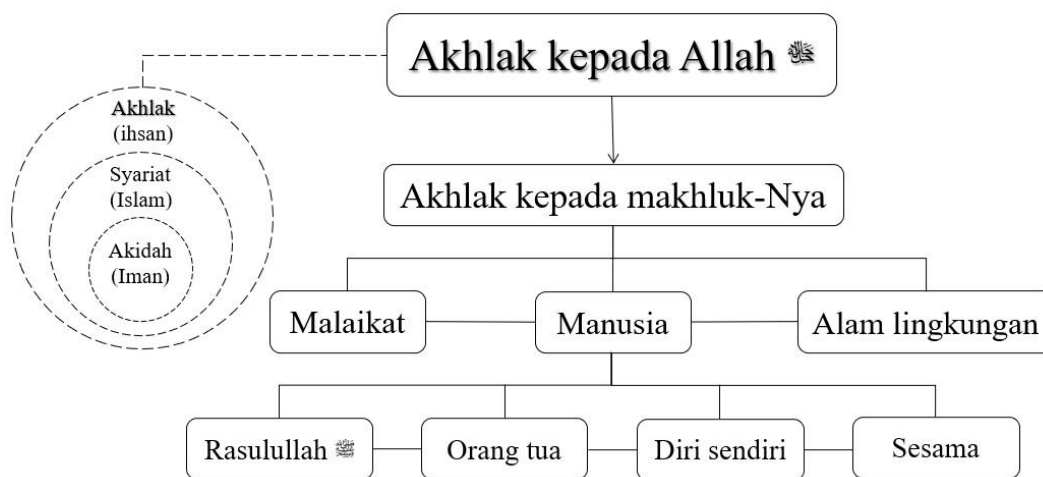 Akhlak kepada Allah ﷻ
Akhlak
(ihsan)
Syariat
(Islam)
Akidah
(Iman)
Akhlak kepada makhluk-Nya
Malaikat
Manusia
Alam lingkungan
Rasulullah ﷺ
Orang tua
Diri sendiri
Sesama